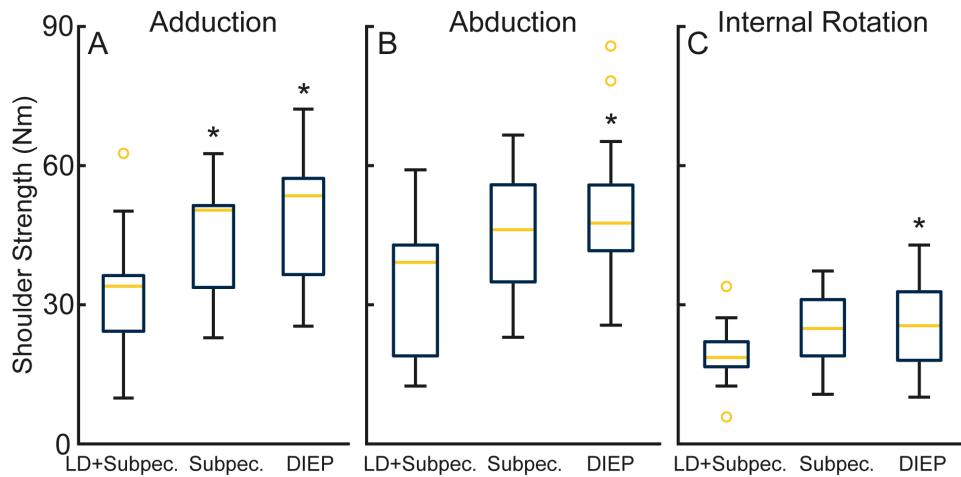 Adduction Abduction Internal Rotation
A B C
Shoulder Strength (Nm)
90
60
30
0
* * * *
LD+Subpec. Subpec. DIEP LD+Subpec. Subpec. DIEP LD+Subpec. Subpec. DIEP